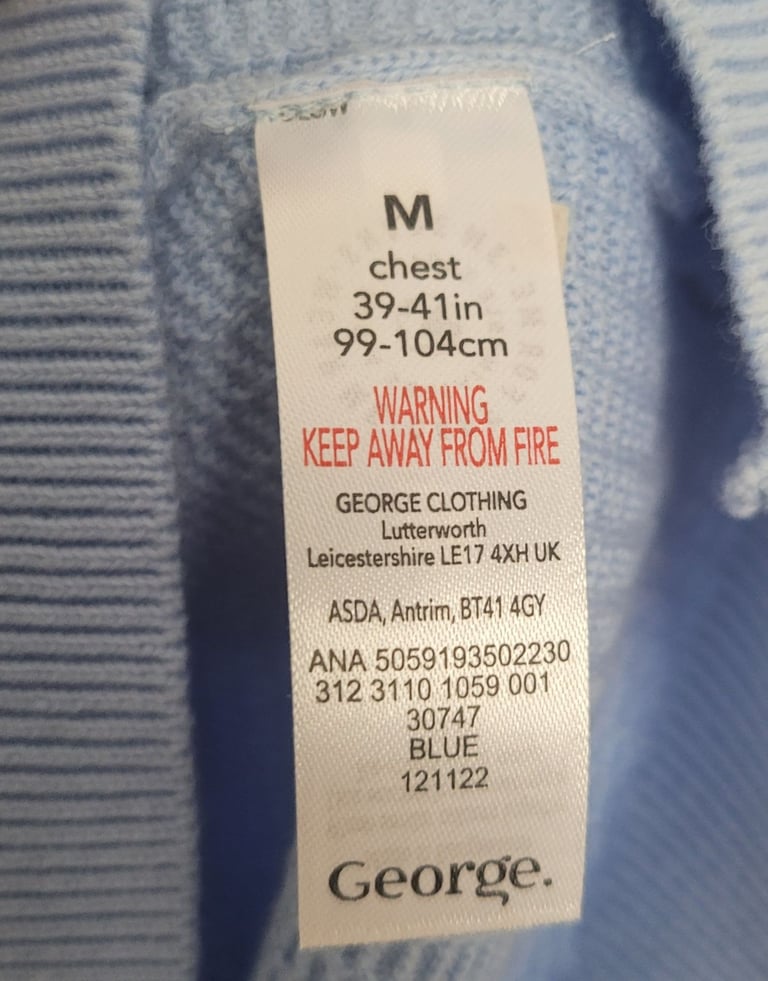 M
chest
39-41in
99-104cm
WARNING
KEEP AWAY FROM FIRE
GEORGE CLOTHING
Lutterworth
Leicestershire LE17 4XH UK
ASDA, Antrim, BT41 4GY
ANA 5059193502230
312 3110 1059 001
30747
BLUE
121122
George.